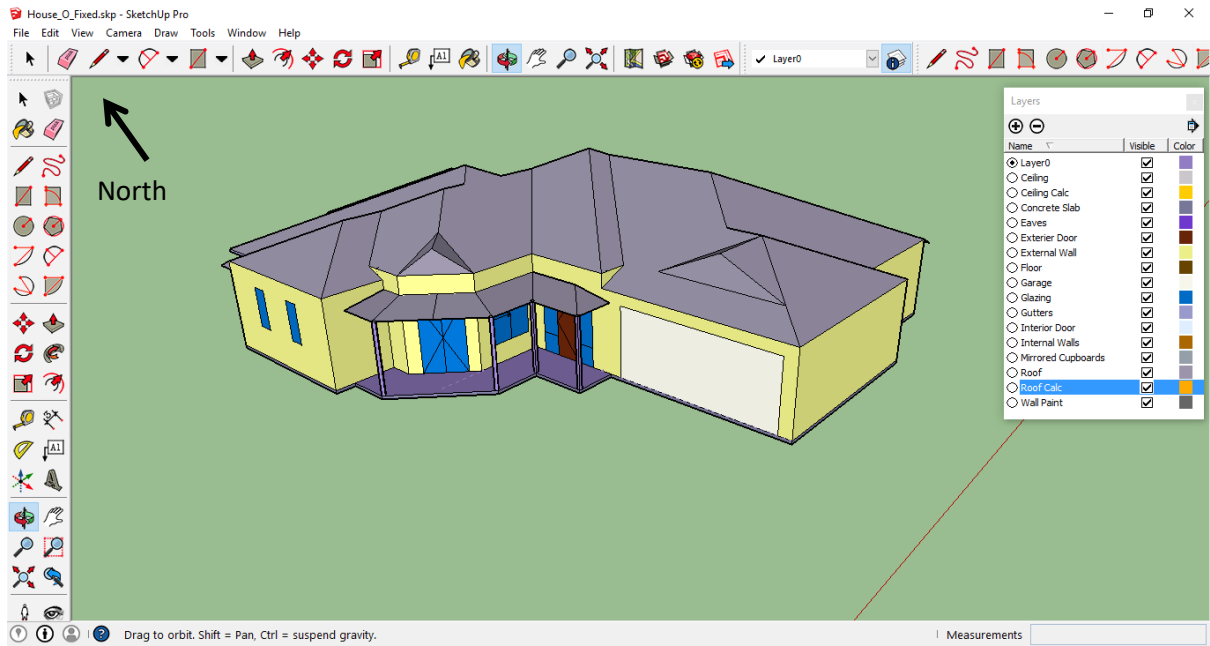 House_O_Fixed.skp - SketchUp Pro
File Edit View Camera Draw Tools Window Help
A1
Layer0
North
A1
Layers
Name Visible Color
Layer0
Ceiling
Ceiling Calc
Concrete Slab
Eaves
Exterier Door
External Wall
Floor
Garage
Glazing
Gutters
Interior Door
Internal Walls
Mirrored Cupboards
Roof
Roof Calc
Wall Paint
Drag to orbit. Shift = Pan, Ctrl = suspend gravity.
Measurements